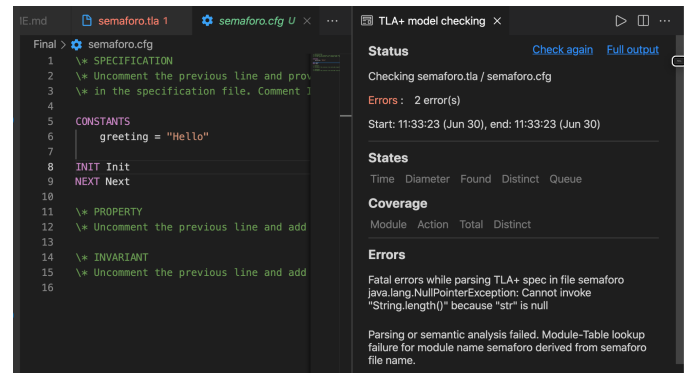 IE.md
semaforo.tla 1
semaforo.cfg U ×
...
TLA+ model checking ×
...
Final > semaforo.cfg
1 \* SPECIFICATION
2 \* Uncomment the previous line and prov
3 \* in the specification file. Comment
4
5 CONSTANTS
6 greeting = "Hello"
7
8 INIT Init
9 NEXT Next
10
11 \* PROPERTY
12 \* Uncomment the previous line and add
13
14 \* INVARIANT
15 \* Uncomment the previous line and add
16
Status
Check again
Full output
Checking semaforo.tla / semaforo.cfg
Errors : 2 error(s)
Start: 11:33:23 (Jun 30), end: 11:33:23 (Jun 30)
States
Time Diameter Found Distinct Queue
Coverage
Module Action Total Distinct
Errors
Fatal errors while parsing TLA+ spec in file semaforo
java.lang.NullPointerException: Cannot invoke
"String.length()" because "str" is null
Parsing or semantic analysis failed. Module-Table lookup
failure for module name semaforo derived from semaforo
file name.